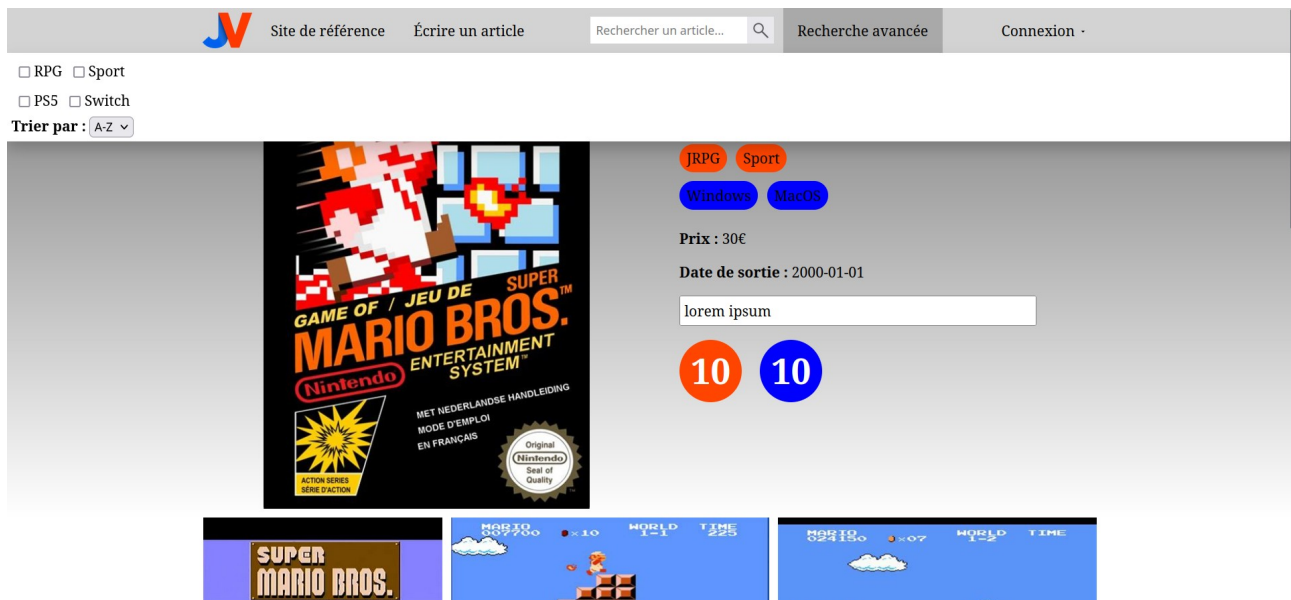 JV Site de référence Écrire un article Rechercher un article... Recherche avancée Connexion
RPG Sport
PS5 Switch
Trier par : A-Z
JRPG Sport
Windows MacOS
Prix : 30€
Date de sortie : 2000-01-01
lorem ipsum
10 10
GAME OF / JEU DE SUPER
MARIO BROS.™
ENTERTAINMENT
SYSTEM™
Nintendo
MET NEDERLANDSE HANDLEIDING
MODE D'EMPLOI
EN FRANÇAIS
ACTION SERIES
SÉRIE D'ACTION
Original
Nintendo
Seal of
Quality
™
SUPER
MARIO BROS.
MARIO WORLD TIME
007700 ×10 1-1 225
MARIO WORLD TIME
024150 ×07 1-2